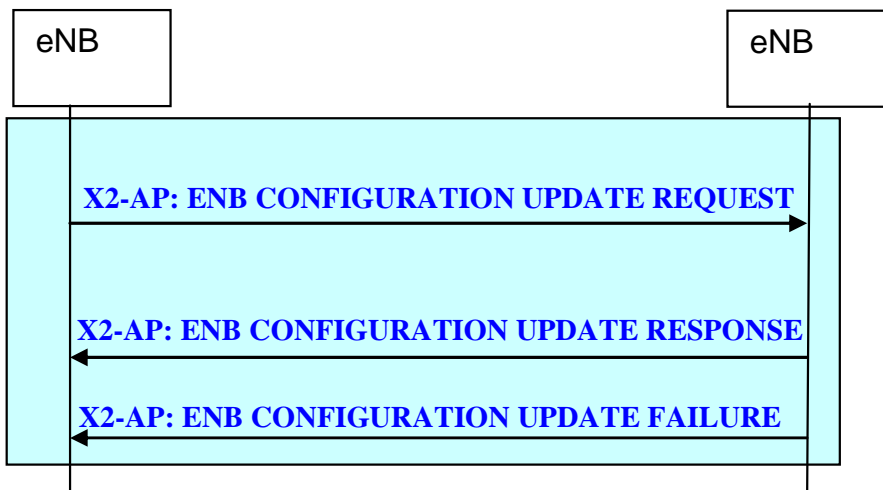 eNB
eNB
X2-AP: ENB CONFIGURATION UPDATE REQUEST
X2-AP: ENB CONFIGURATION UPDATE RESPONSE
X2-AP: ENB CONFIGURATION UPDATE FAILURE